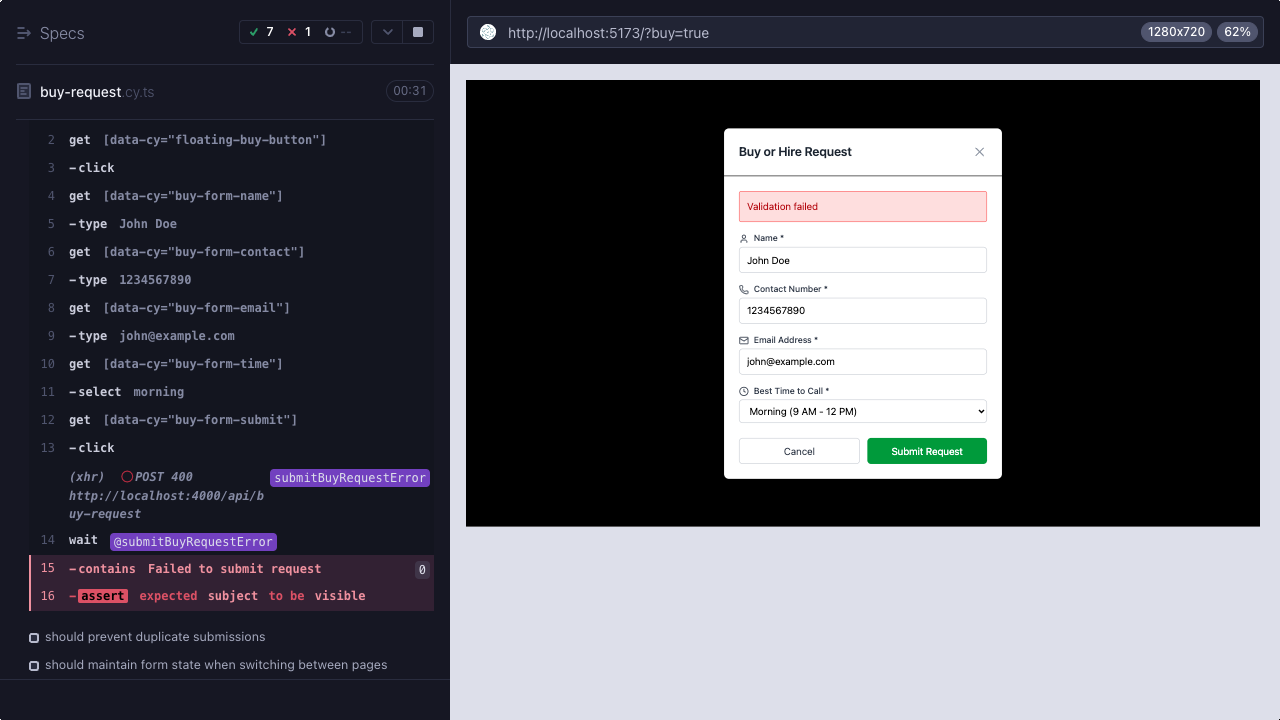 Specs
7
1
--
buy-request.cy.ts
00:31
2 get [data-cy="floating-buy-button"]
3 -click
4 get [data-cy="buy-form-name"]
5 -type John Doe
6 get [data-cy="buy-form-contact"]
7 -type 1234567890
8 get [data-cy="buy-form-email"]
9 -type john@example.com
10 get [data-cy="buy-form-time"]
11 -select morning
12 get [data-cy="buy-form-submit"]
13 -click
(xhr) POST 400 submitBuyRequestError
http://localhost:4000/api/b
uy-request
14 wait @submitBuyRequestError
15 -contains Failed to submit request 0
16 -assert expected subject to be visible
should prevent duplicate submissions
should maintain form state when switching between pages
http://localhost:5173/?buy=true
1280x720
62%
Buy or Hire Request
Validation failed
Name *
John Doe
Contact Number *
1234567890
Email Address *
john@example.com
Best Time to Call *
Morning (9 AM - 12 PM)
Cancel
Submit Request